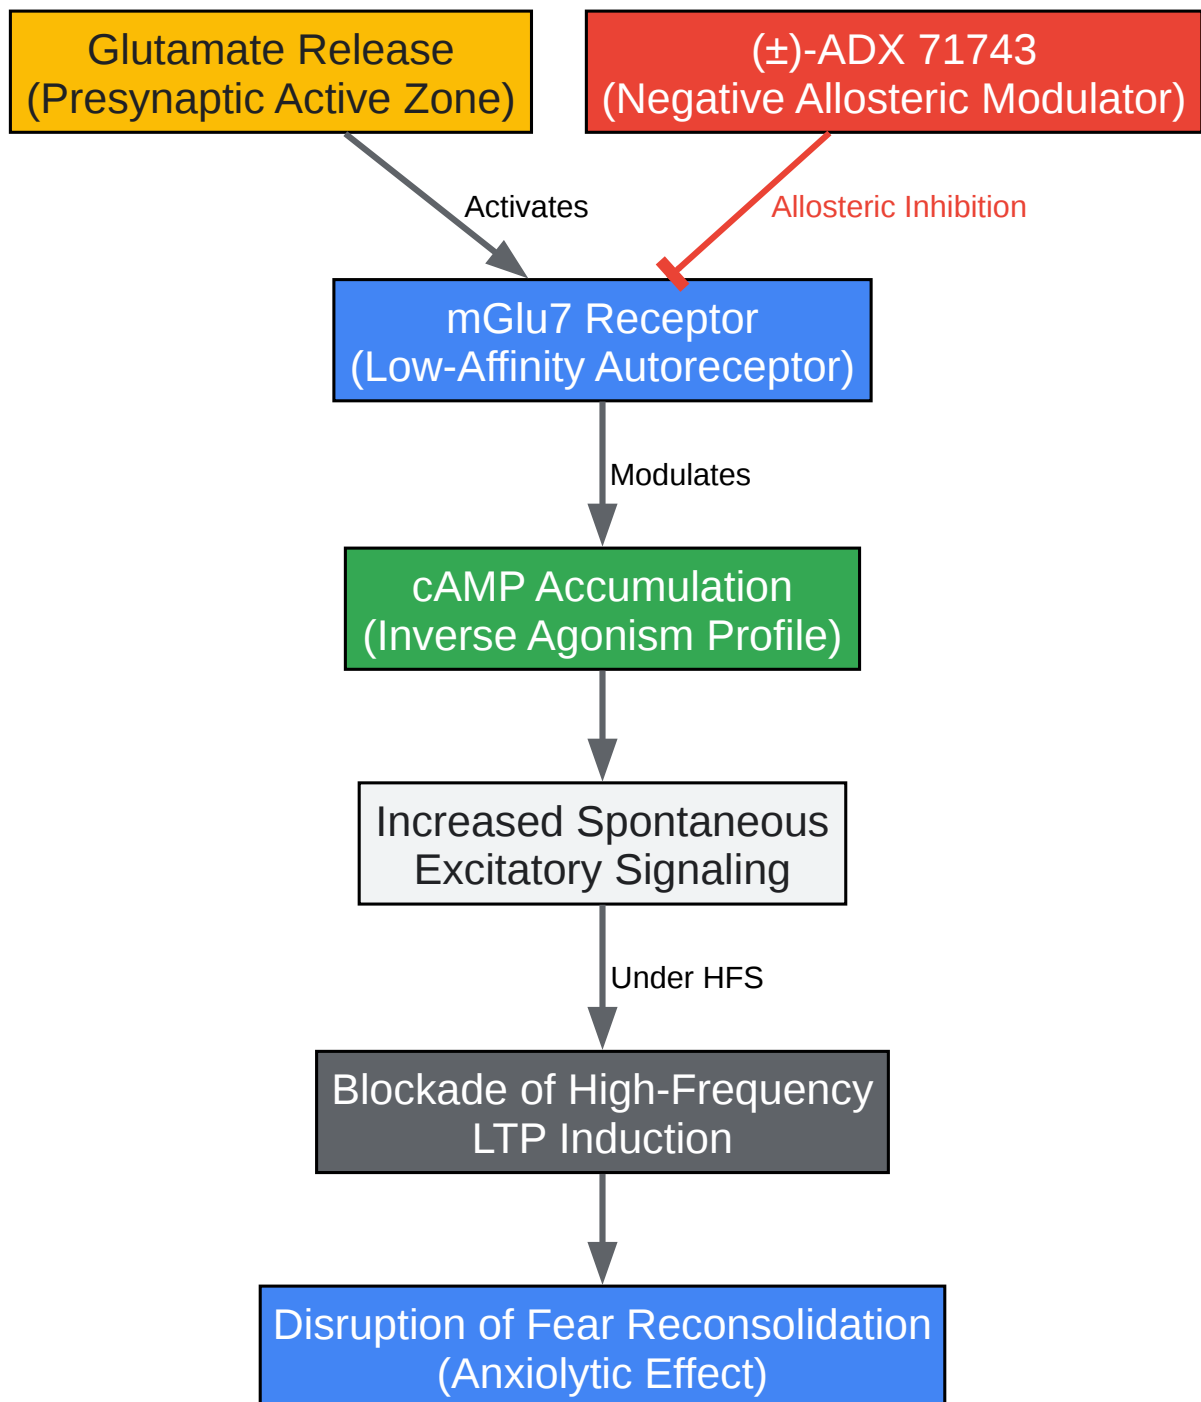 Glutamate Release
(Presynaptic Active Zone)
(±)-ADX 71743
(Negative Allosteric Modulator)
Activates
Allosteric Inhibition
mGlu7 Receptor
(Low-Affinity Autoreceptor)
Modulates
cAMP Accumulation
(Inverse Agonism Profile)
Increased Spontaneous
Excitatory Signaling
Under HFS
Blockade of High-Frequency
LTP Induction
Disruption of Fear Reconsolidation
(Anxiolytic Effect)